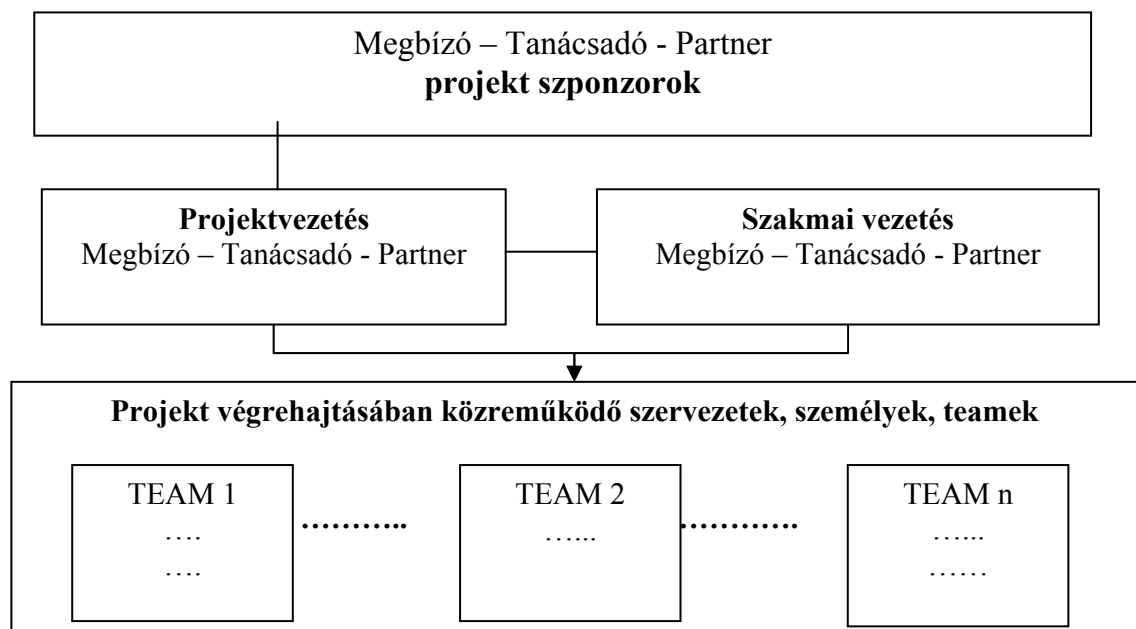 Megbízó – Tanácsadó - Partner
projekt szponzorok
Projektvezetés
Megbízó – Tanácsadó - Partner
Szakmai vezetés
Megbízó – Tanácsadó - Partner
Projekt végrehajtásában közreműködő szervezetek, személyek, teamek
TEAM 1
….
….
………..
TEAM 2
…...
………….
TEAM n
…...
……